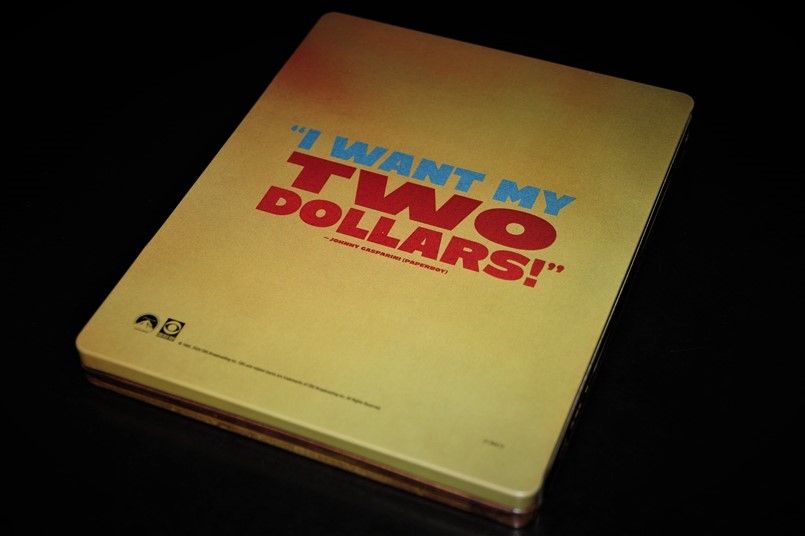 “I WANT MY
TWO
DOLLARS!”
– JOHNNY GASPARINI (PAPERBOY)